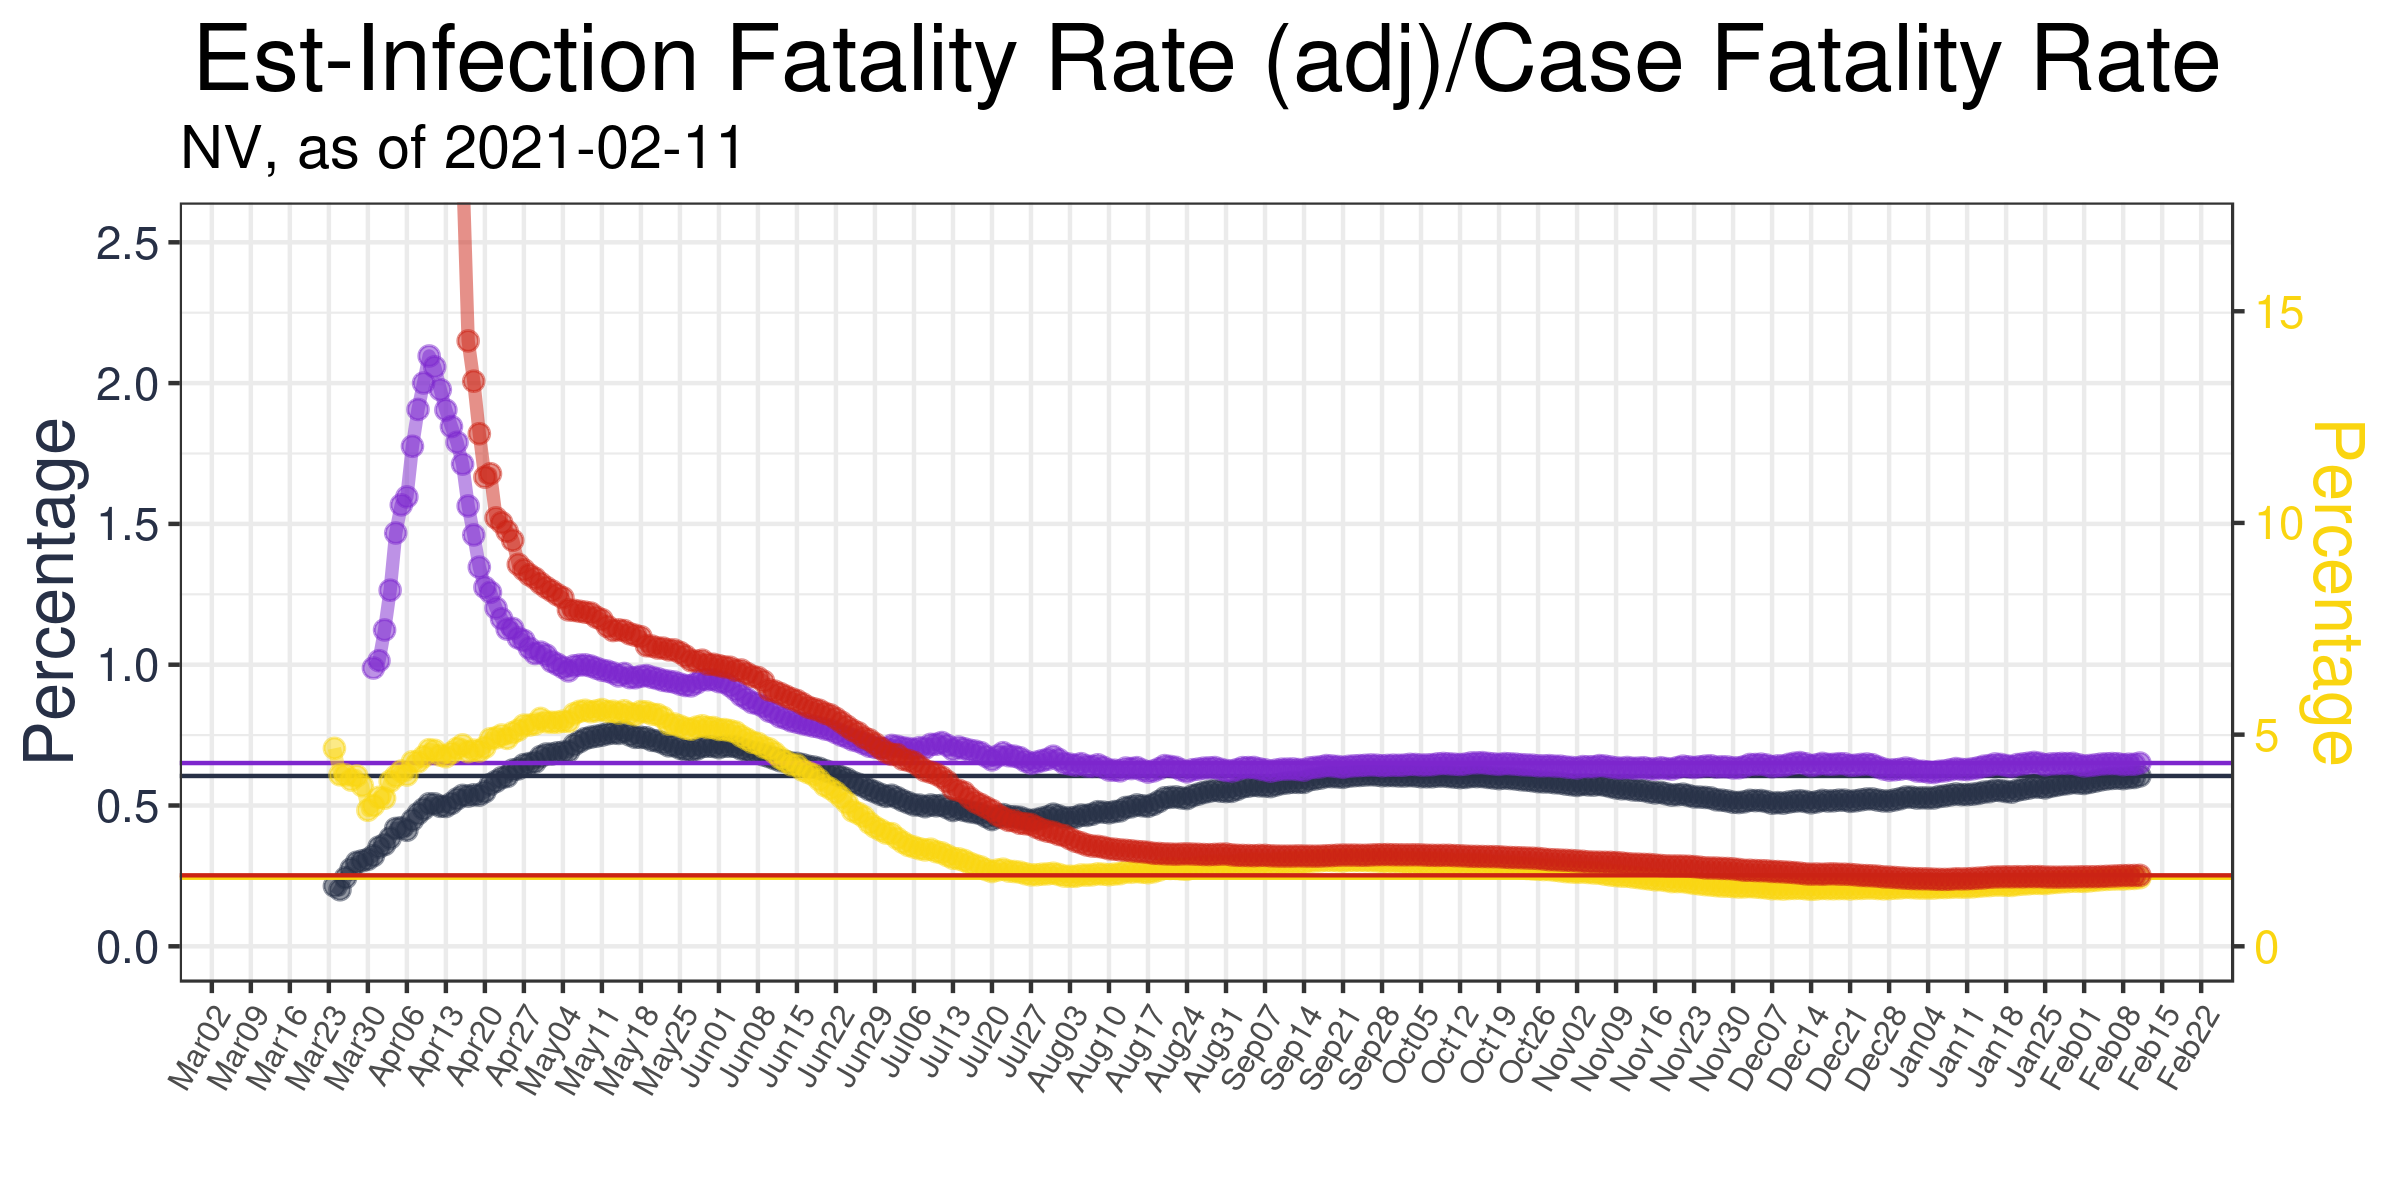 Est-Infection Fatality Rate (adj)/Case Fatality Rate
NV, as of 2021-02-11
Percentage
2.5
2.0
1.5
1.0
0.5
0.0
15
10
5
0
Percentage
Mar02
Mar09
Mar16
Mar23
Mar30
Apr06
Apr13
Apr20
Apr27
May04
May11
May18
May25
Jun01
Jun08
Jun15
Jun22
Jun29
Jul06
Jul13
Jul20
Jul27
Aug03
Aug10
Aug17
Aug24
Aug31
Sep07
Sep14
Sep21
Sep28
Oct05
Oct12
Oct19
Oct26
Nov02
Nov09
Nov16
Nov23
Nov30
Dec07
Dec14
Dec21
Dec28
Jan04
Jan11
Jan18
Jan25
Feb01
Feb08
Feb15
Feb22